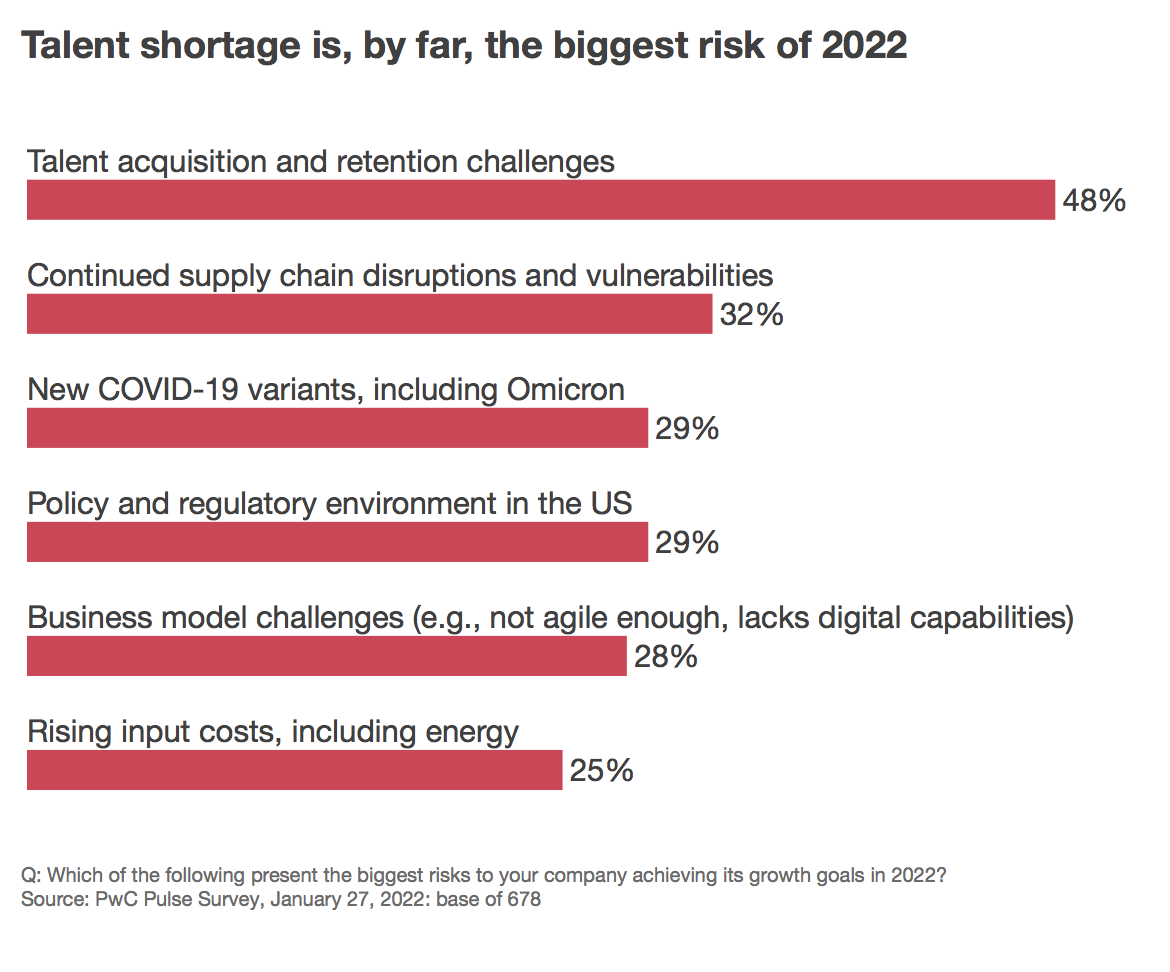 Talent shortage is, by far, the biggest risk of 2022
Talent acquisition and retention challenges
48%
Continued supply chain disruptions and vulnerabilities
32%
New COVID-19 variants, including Omicron
29%
Policy and regulatory environment in the US
29%
Business model challenges (e.g., not agile enough, lacks digital capabilities)
28%
Rising input costs, including energy
25%
Q: Which of the following present the biggest risks to your company achieving its growth goals in 2022?
Source: PwC Pulse Survey, January 27, 2022: base of 678